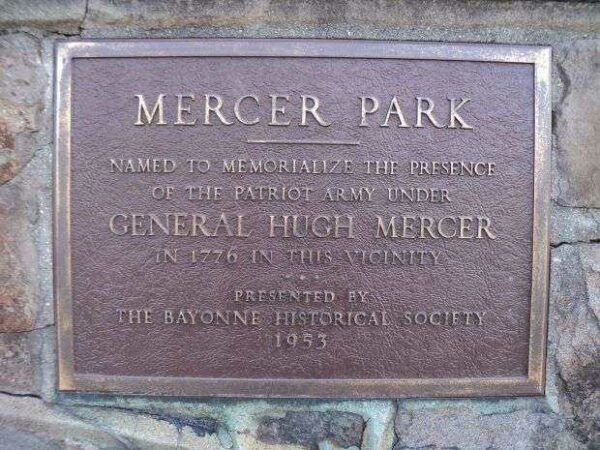 MERCER PARK
NAMED TO MEMORIALIZE THE PRESENCE
OF THE PATRIOT ARMY UNDER
GENERAL HUGH MERCER
IN 1776 IN THIS VICINITY
PRESENTED BY
THE BAYONNE HISTORICAL SOCIETY
1953